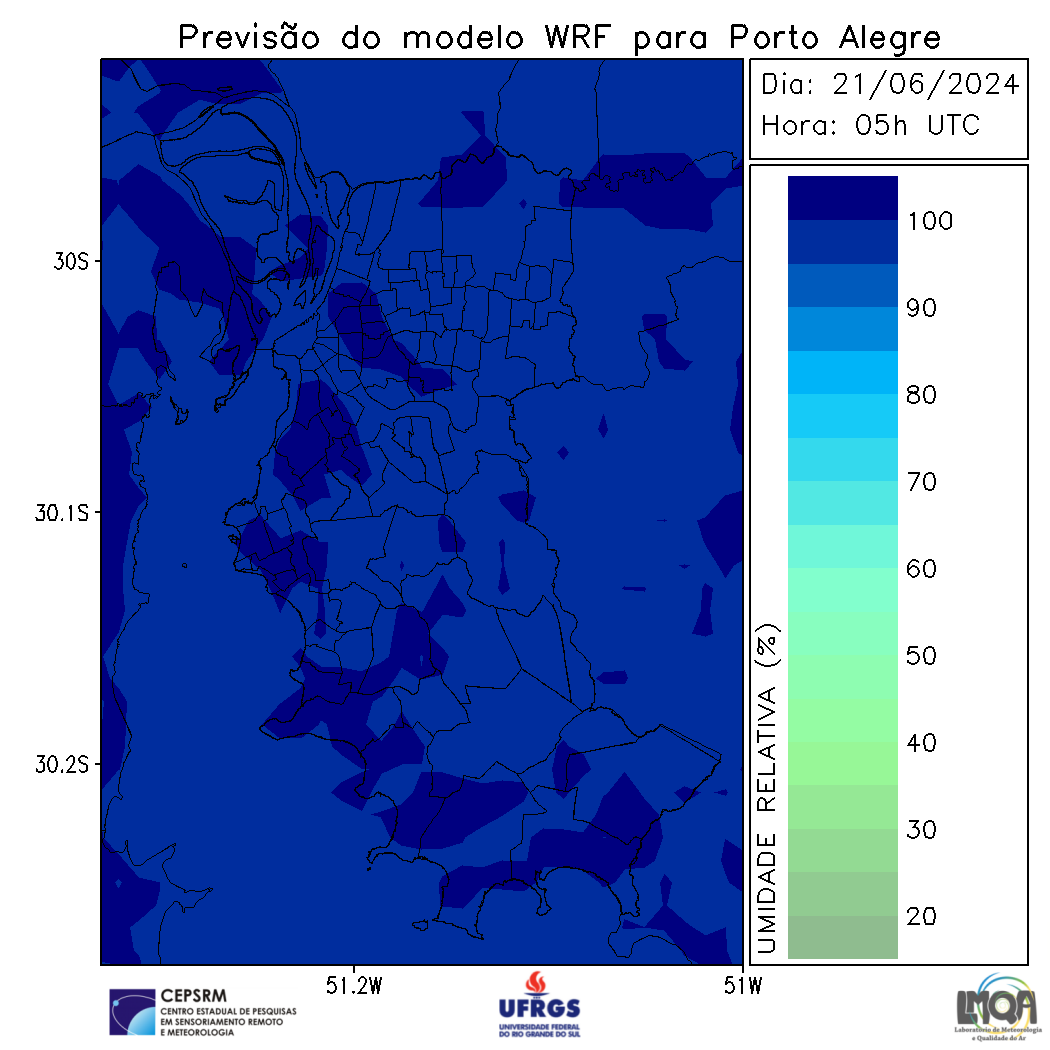 Previsão do modelo WRF para Porto Alegre
Dia: 21/06/2024
Hora: 05h UTC
30S
30.1S
30.2S
51.2W
51W
100
90
80
70
60
50
40
30
20
UMIDADE RELATIVA (%)
CEPSRM
CENTRO ESTADUAL DE PESQUISAS
EM SENSORIAMENTO REMOTO
E METEOROLOGIA
UFRGS
UNIVERSIDADE FEDERAL
DO RIO GRANDE DO SUL
LMQA
Laboratório de Meteorologia
e Qualidade do Ar